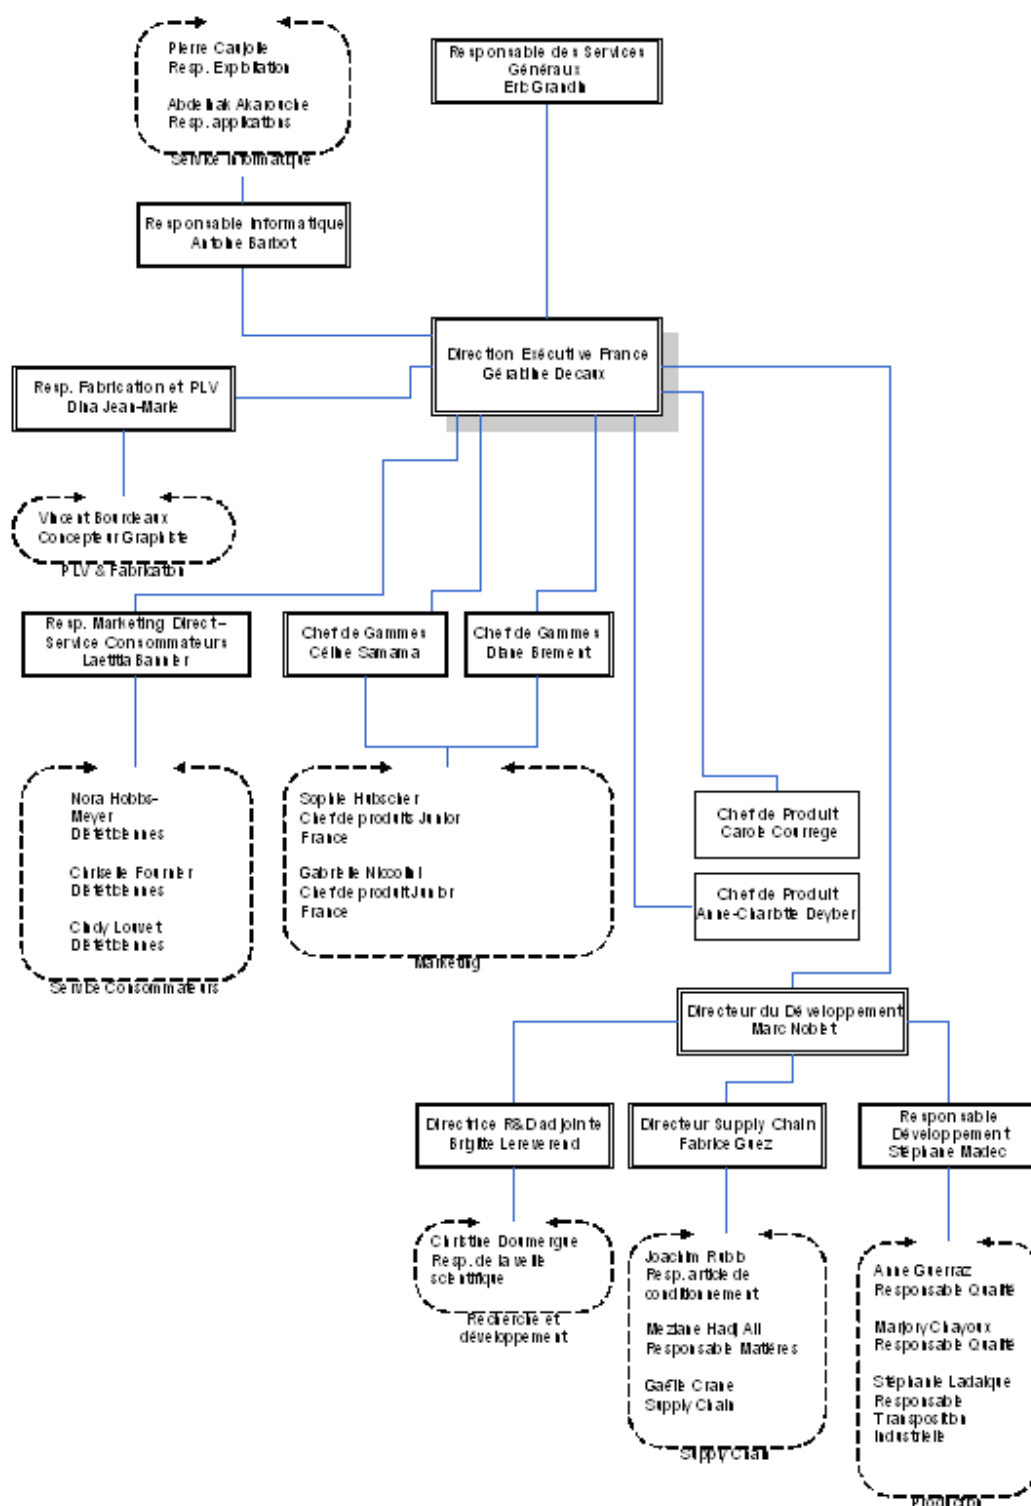 Pierre Caujolle
Resp. Exploitation
Abdelhak Akarouche
Resp. applications
Service Informatique
Responsable des Services
Généraux
Eric Grandin
Responsable Informatique
Antoine Barbot
Direction Exécutive France
Géraldine Decaux
Resp. Fabrication et PLV
Dina Jean-Marie
Vincent Bourdeaux
Concepteur Graphiste
PLV & Fabrication
Resp. Marketing Direct–
Service Consommateurs
Laetitia Bannier
Chef de Gammes
Céline Samama
Chef de Gammes
Diane Brement
Nora Hobbs-
Meyer
Diététiciennes
Christelle Fournier
Diététiciennes
Cindy Louvet
Diététiciennes
Service Consommateurs
Sophie Hubscher
Chef de produits Junior
France
Gabrielle Niccolini
Chef de produit Junior
France
Marketing
Chef de Produit
Carole Courrege
Chef de Produit
Anne-Charlotte Deyber
Directeur du Développement
Marc Noblet
Directrice R&D adjointe
Brigitte Lereverend
Directeur Supply Chain
Fabrice Guez
Responsable
Développement
Stéphane Madec
Christine Doumergue
Resp. de la veille
scientifique
Recherche et
développement
Joachim Rubb
Resp. article de
conditionnement
Meziane Hadj Ali
Responsable Matières
Gaëlle Crane
Supply Chain
Supply Chain
Anne Guerraz
Responsable Qualité
Marjory Chayoux
Responsable Qualité
Stéphanie
Responsable
Transposition
Industrielle
Production